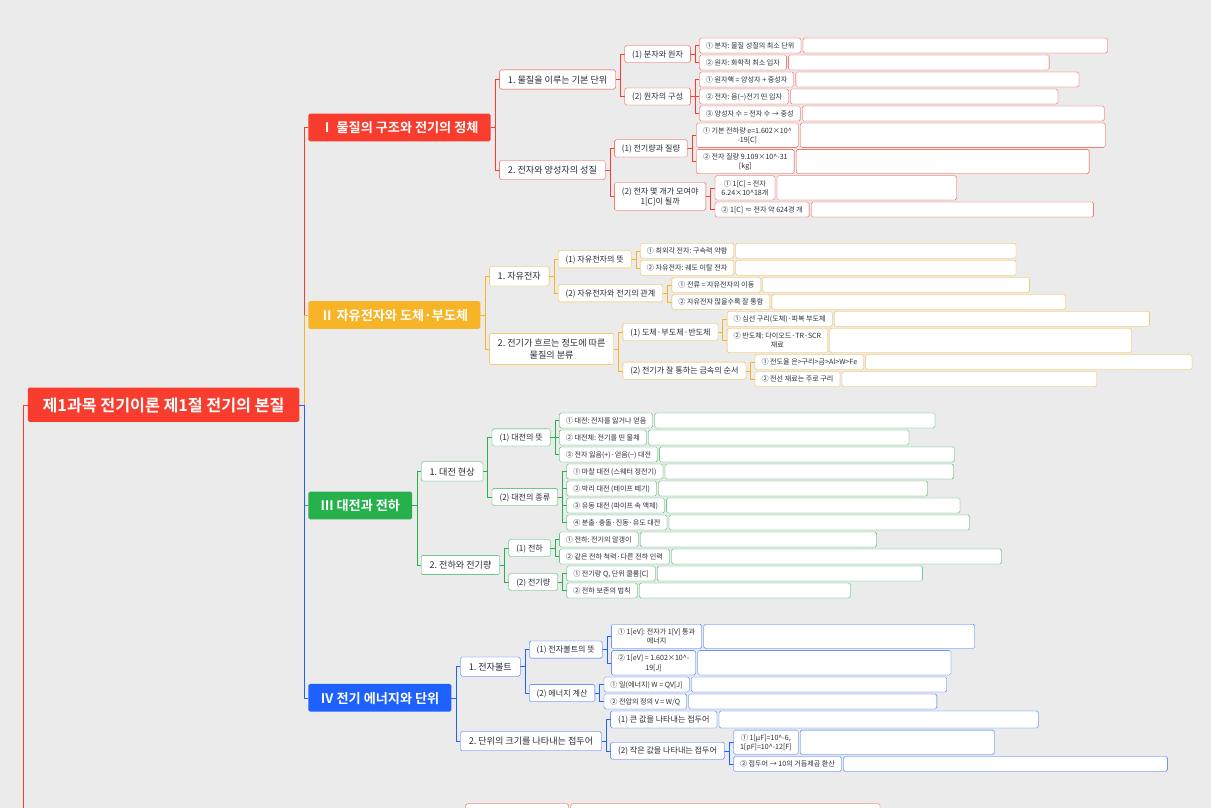 제1과목 전기이론 제1절 전기의 본질
Ⅰ 물질의 구조와 전기의 정체
1. 물질을 이루는 기본 단위
(1) 분자와 원자
① 분자: 물질 성질의 최소 단위
② 원자: 화학적 최소 입자
(2) 원자의 구성
① 원자핵 = 양성자 + 중성자
② 전자: 음(−)전기 띤 입자
③ 양성자 수 = 전자 수 → 중성
2. 전자와 양성자의 성질
(1) 전기량과 질량
① 기본 전하량 e=1.602×10^
-19[C]
② 전자 질량 9.109×10^-31
[kg]
(2) 전자 몇 개가 모여야
1[C]이 될까
① 1[C] = 전자
6.24×10^18개
② 1[C] ≈ 전자 약 624경 개
II 자유전자와 도체·부도체
1. 자유전자
(1) 자유전자의 뜻
① 최외각 전자: 구속력 약함
② 자유전자: 궤도 이탈 전자
(2) 자유전자와 전기의 관계
① 전류 = 자유전자의 이동
② 자유전자 많을수록 잘 통함
2. 전기가 흐르는 정도에 따른
물질의 분류
(1) 도체·부도체·반도체
① 심선 구리(도체)·피복 부도체
② 반도체: 다이오드·TR·SCR
재료
(2) 전기가 잘 통하는 금속의 순서
① 전도율 은>구리>금>Al>W>Fe
② 전선 재료는 주로 구리
III 대전과 전하
1. 대전 현상
(1) 대전의 뜻
① 대전: 전자를 잃거나 얻음
② 대전체: 전기를 띤 물체
③ 전자 잃음(+)·얻음(−) 대전
(2) 대전의 종류
① 마찰 대전 (스웨터 정전기)
② 박리 대전 (테이프 떼기)
③ 유동 대전 (파이프 속 액체)
④ 분출·충돌·진동·유도 대전
2. 전하와 전기량
(1) 전하
① 전하: 전기의 알갱이
② 같은 전하 척력·다른 전하 인력
(2) 전기량
① 전기량 Q, 단위 쿨롬[C]
② 전하 보존의 법칙
IV 전기 에너지와 단위
1. 전자볼트
(1) 전자볼트의 뜻
① 1[eV]: 전자가 1[V] 통과
에너지
② 1[eV] = 1.602×10^-
19[J]
(2) 에너지 계산
① 일(에너지) W = QV[J]
② 전압의 정의 V = W/Q
2. 단위의 크기를 나타내는 접두어
(1) 큰 값을 나타내는 접두어
(2) 작은 값을 나타내는 접두어
① 1[μF]=10^-6,
1[pF]=10^-12[F]
② 접두어 → 10의 거듭제곱 환산